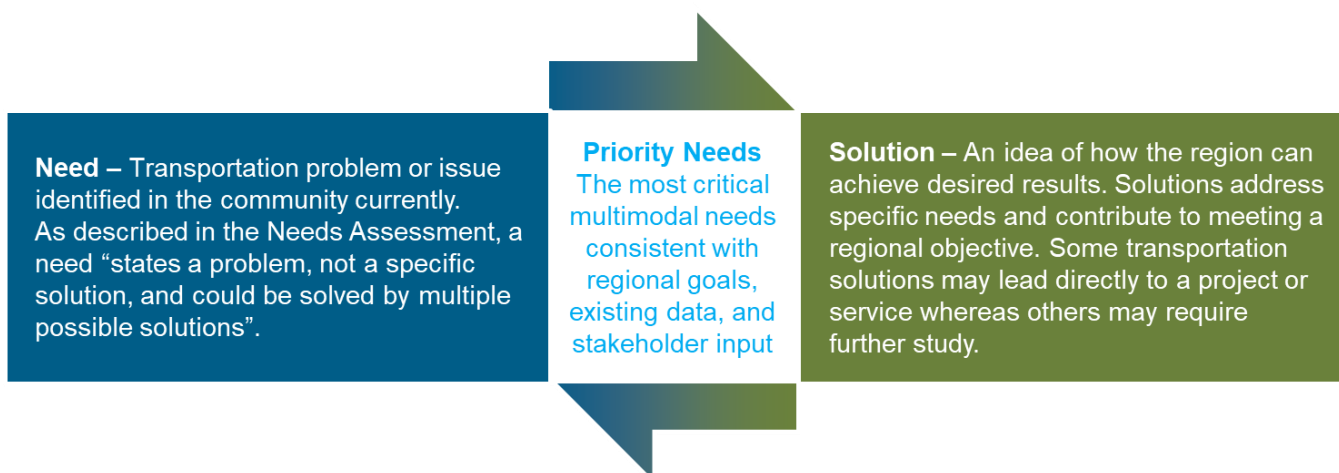 Need – Transportation problem or issue
identified in the community currently.
As described in the Needs Assessment, a
need “states a problem, not a specific
solution, and could be solved by multiple
possible solutions”.
Priority Needs
The most critical
multimodal needs
consistent with
regional goals,
existing data, and
stakeholder input
Solution – An idea of how the region can
achieve desired results. Solutions address
specific needs and contribute to meeting a
regional objective. Some transportation
solutions may lead directly to a project or
service whereas others may require
further study.